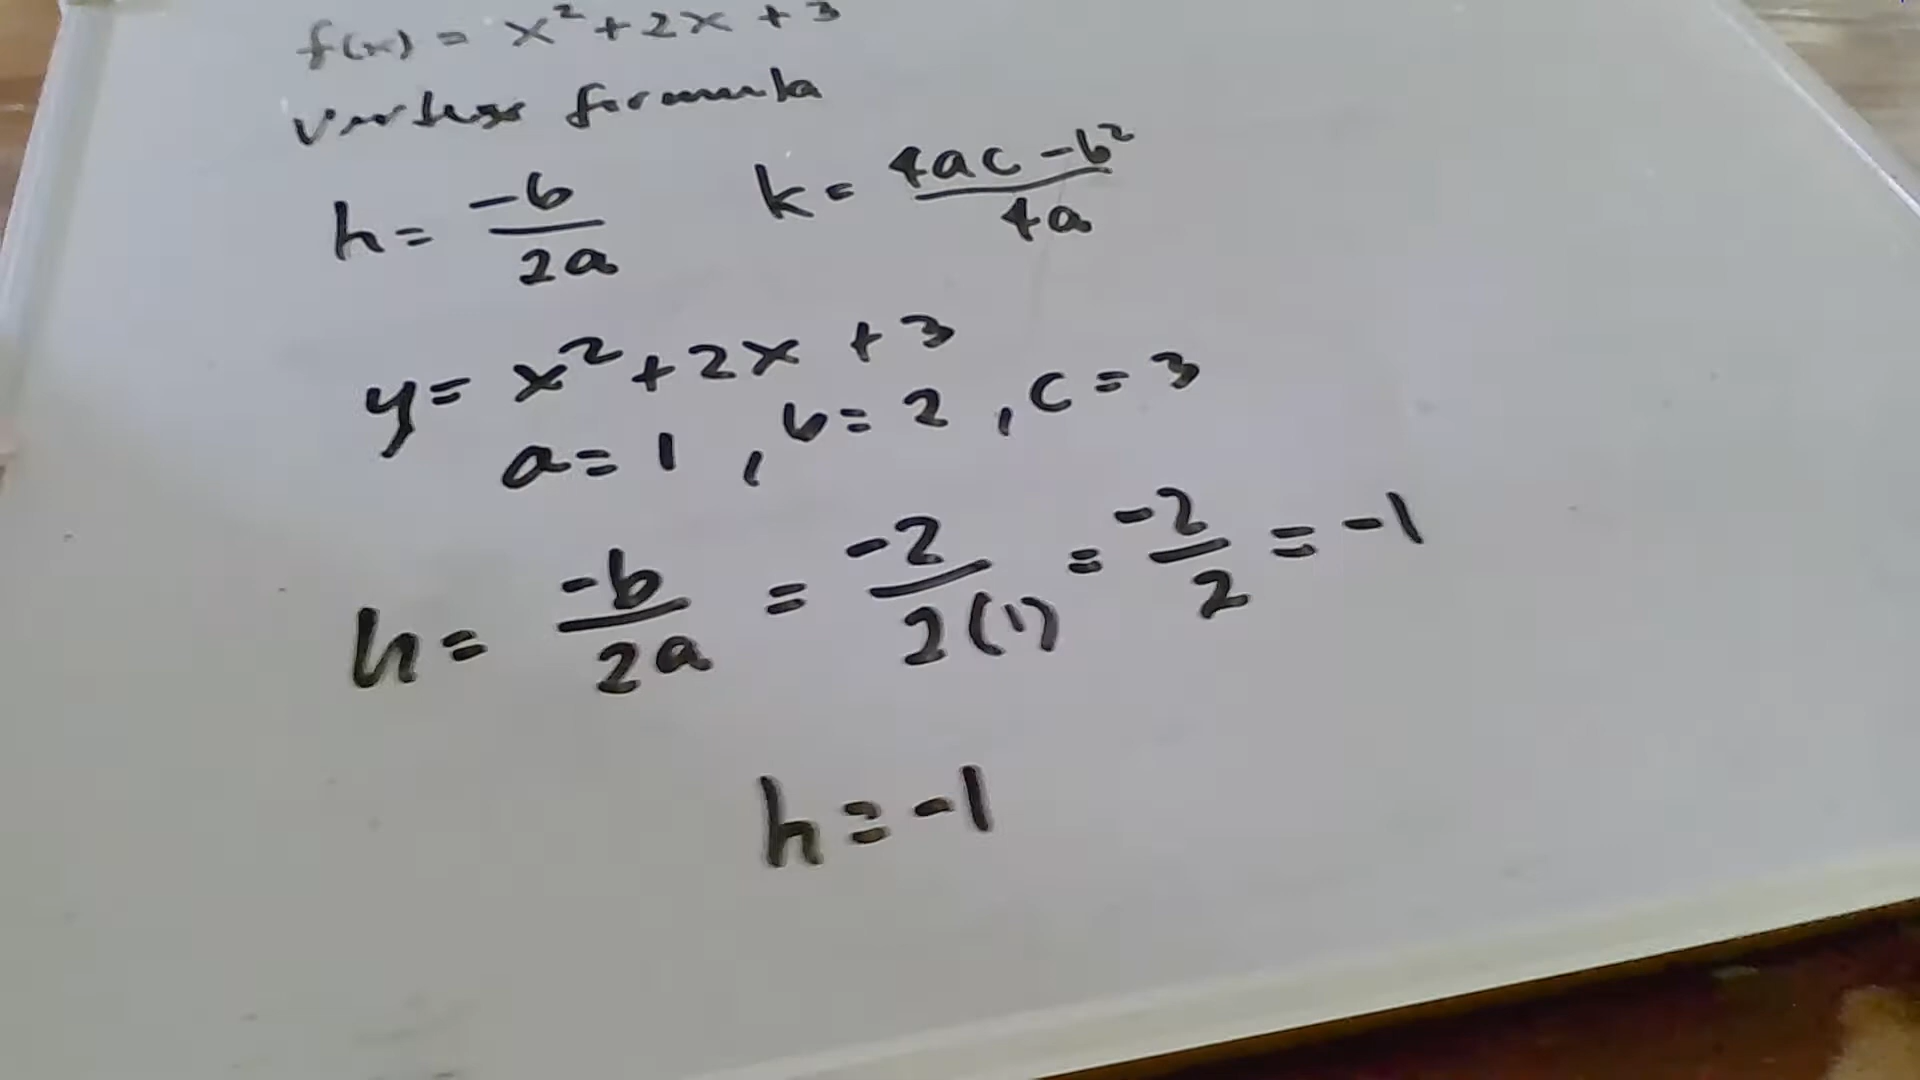 f(x) = x² + 2x + 3
vertex formula
h = -b/2a k = 4ac - b²/4a
y = x² + 2x + 3
a = 1 , b = 2 , c = 3
h = -b/2a = -2/2(1) = -2/2 = -1
h = -1